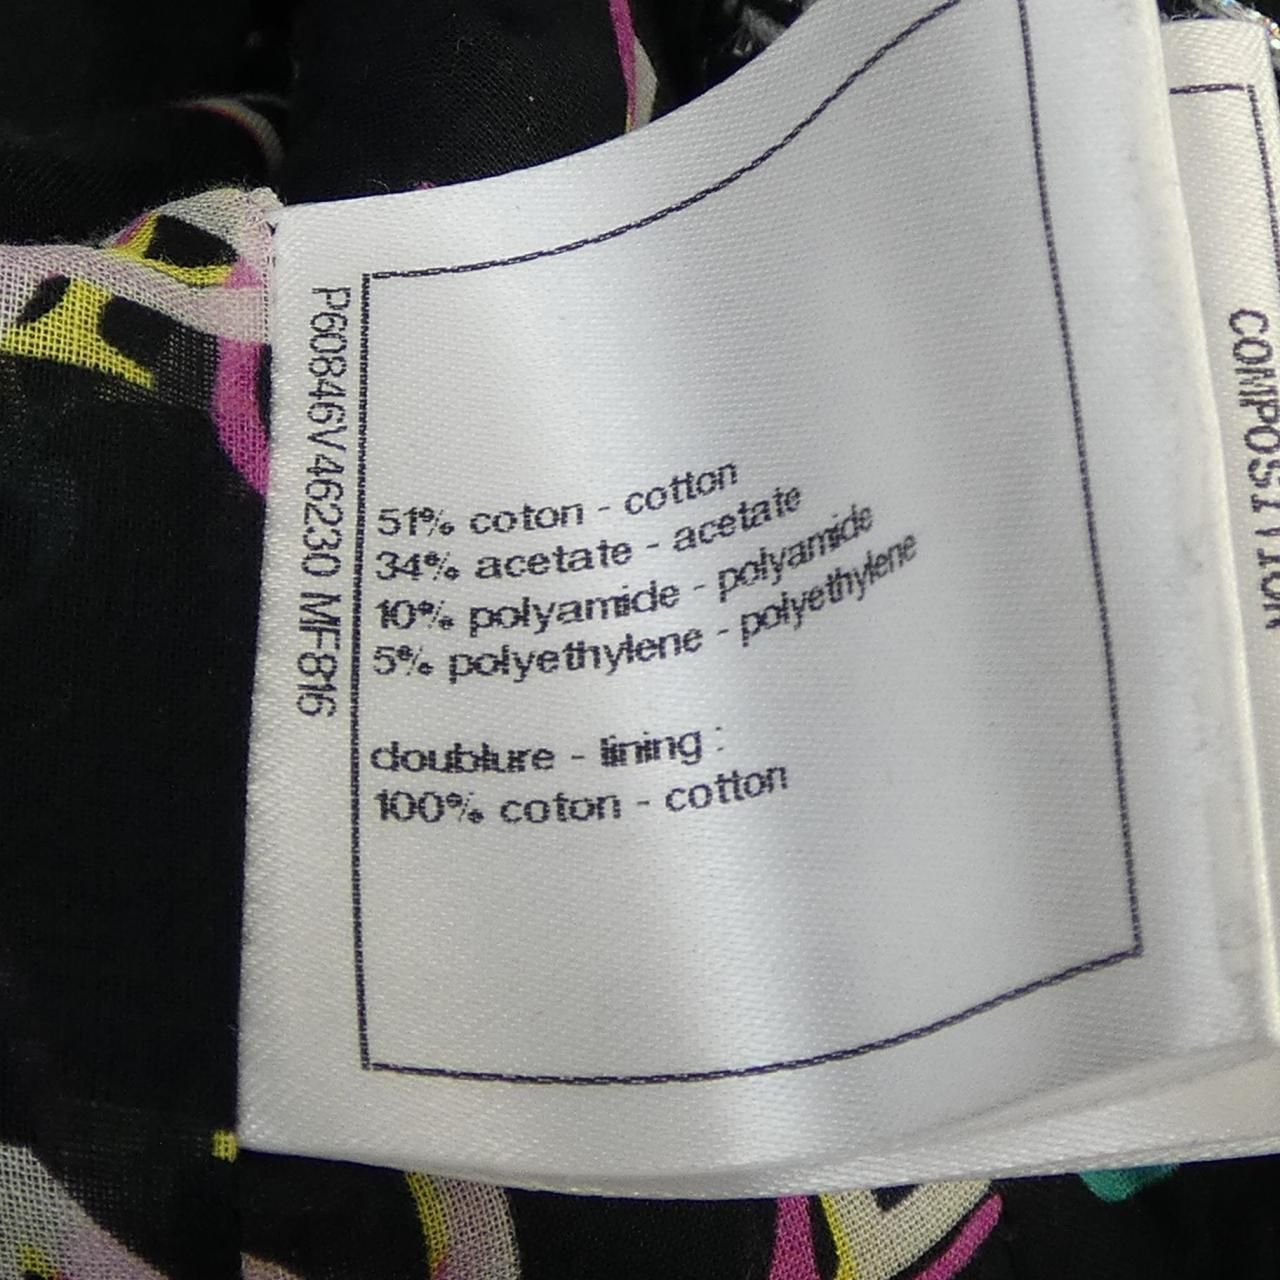 P60846V46230 MF816
51% coton - cotton
34% acetate - acetate
10% polyamide - polyamide
5% polyethylene - polyethylene
doublure - lining :
100% coton - cotton
COMPOSITION